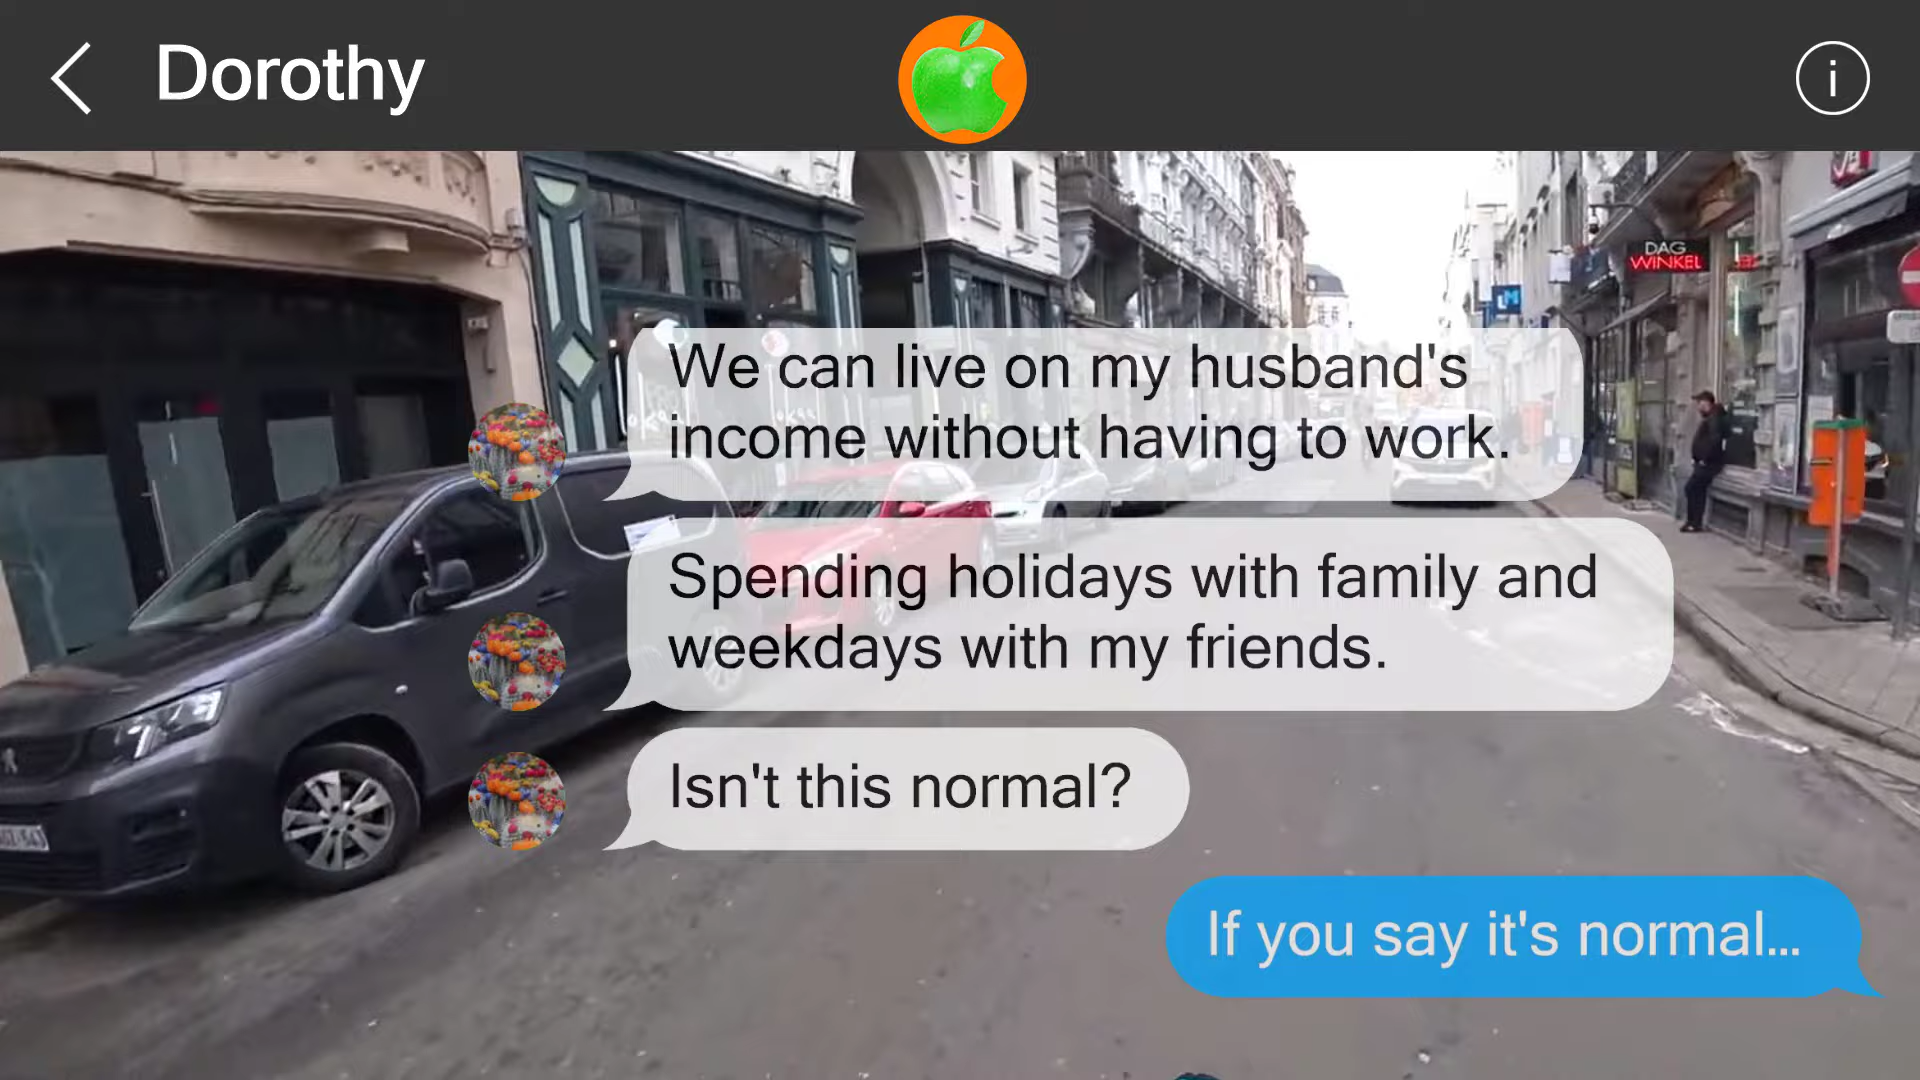 Dorothy
i
DAG
WINKEL
We can live on my husband's
income without having to work.
Spending holidays with family and
weekdays with my friends.
Isn't this normal?
If you say it's normal...